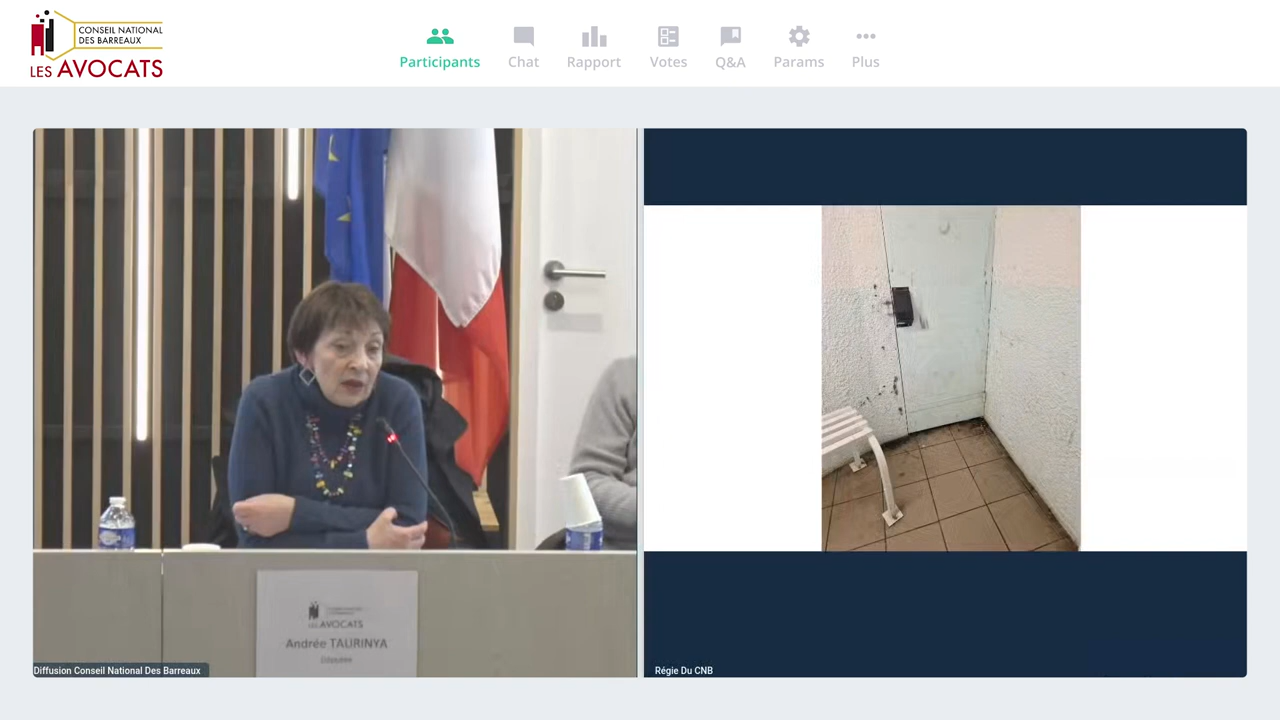 CONSEIL NATIONAL
DES BARREAUX
LES AVOCATS
Participants
Chat
Rapport
Votes
Q&A
Params
Plus
LES AVOCATS
Andrée TAURINYA
Députée
Diffusion Conseil National Des Barreaux
Régie Du CNB